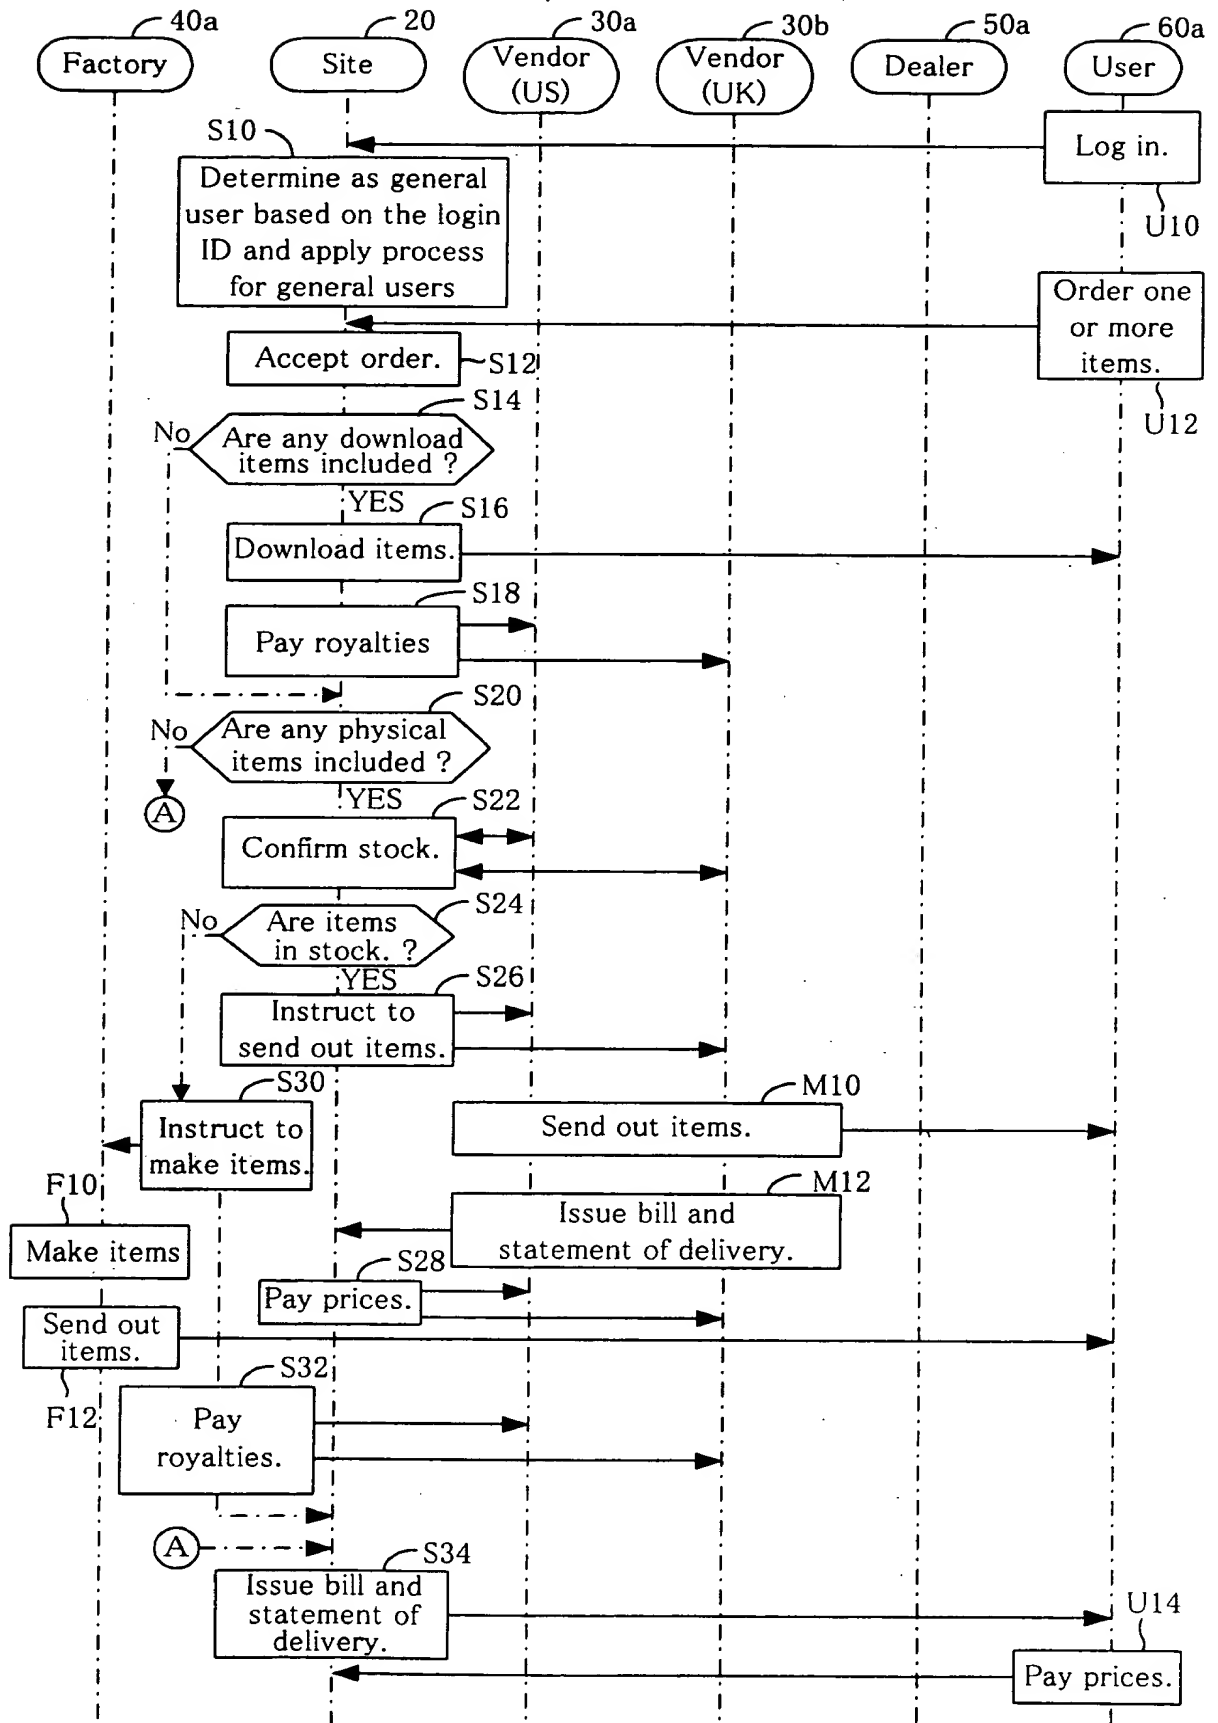 40a
20
30a
30b
50a
60a
Factory
Site
Vendor
(US)
Vendor
(UK)
Dealer
User
S10
Log in.
U10
Determine as general
user based on the login
ID and apply process
for general users
Order one
or more
items.
U12
Accept order.
S12
S14
No
Are any download
items included ?
YES
S16
Download items.
S18
Pay royalties
S20
No
Are any physical
items included ?
A
YES
S22
Confirm stock.
S24
No
Are items
in stock. ?
YES
S26
Instruct to
send out items.
S30
M10
Instruct to
make items.
Send out items.
F10
M12
Make items
Issue bill and
statement of delivery.
S28
Pay prices.
Send out
items.
F12
S32
Pay
royalties.
A
S34
Issue bill and
statement of
delivery.
U14
Pay prices.